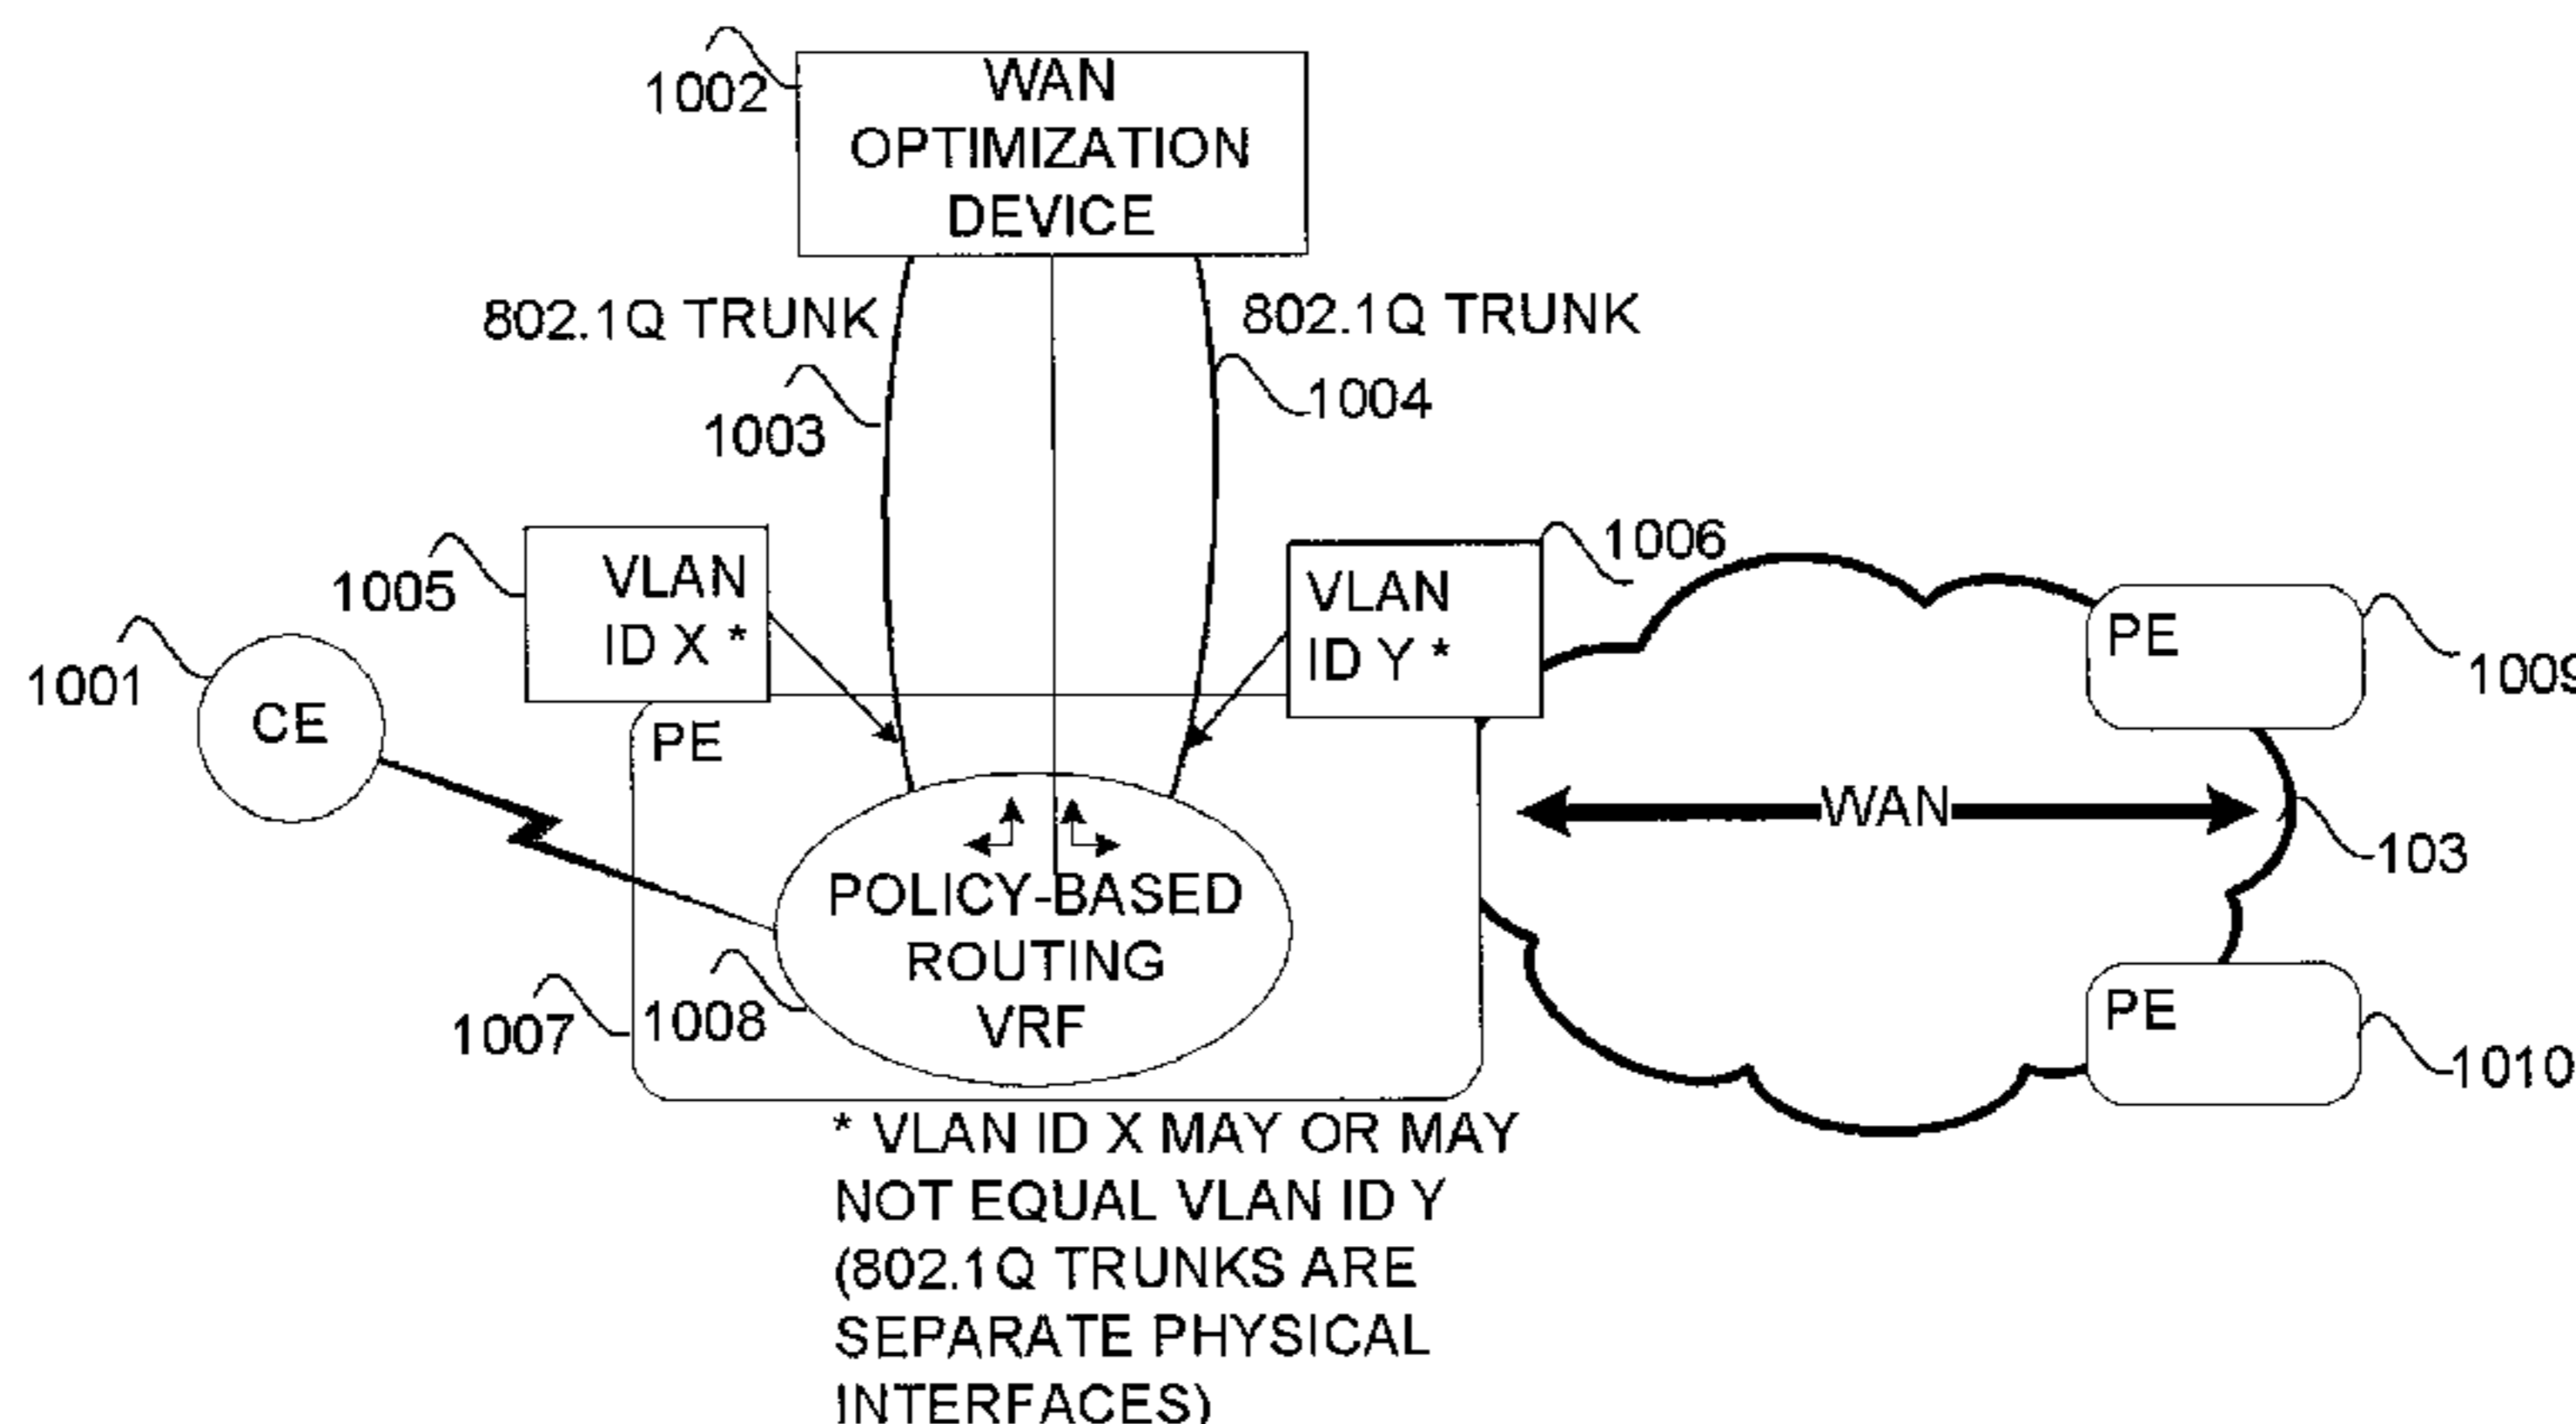 1002
WAN
OPTIMIZATION
DEVICE
802.1Q TRUNK
802.1Q TRUNK
1003
1004
1005
VLAN
ID X *
VLAN
ID Y *
1006
1001
CE
PE
PE
1009
WAN
103
POLICY-BASED
ROUTING
VRF
1007
1008
PE
1010
* VLAN ID X MAY OR MAY
NOT EQUAL VLAN ID Y
(802.1Q TRUNKS ARE
SEPARATE PHYSICAL
INTERFACES)